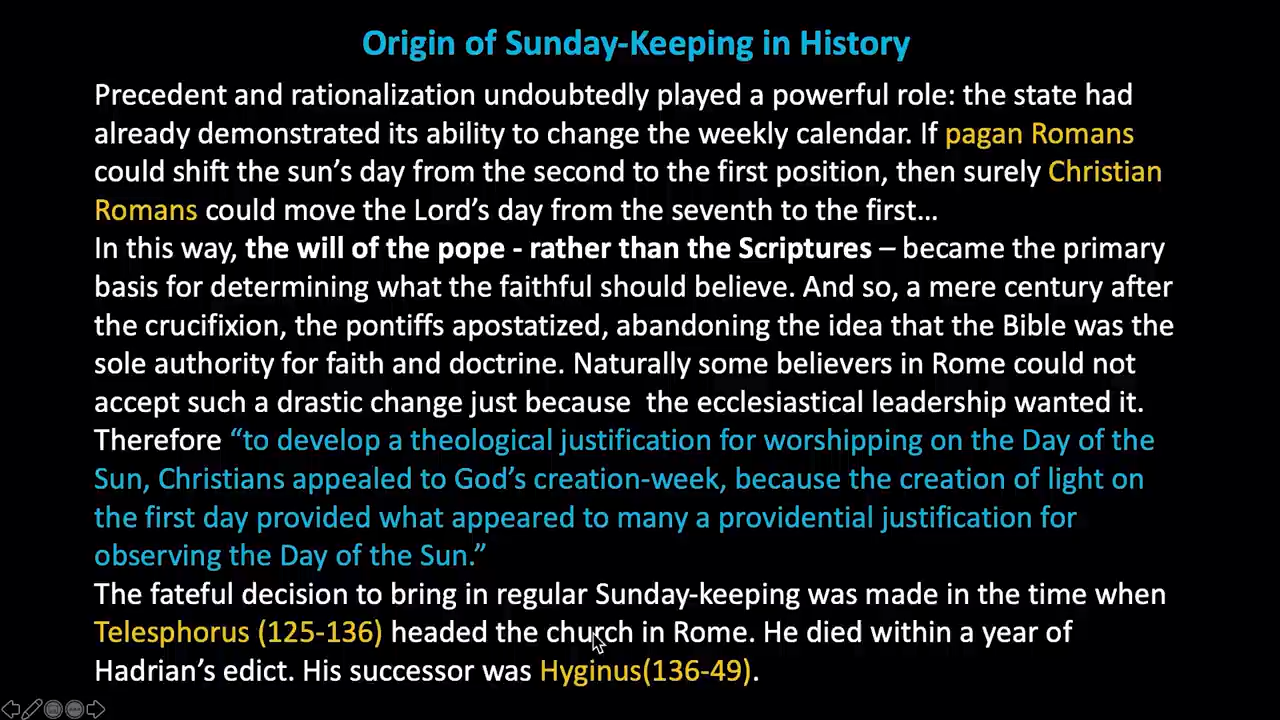 Origin of Sunday-Keeping in History
Precedent and rationalization undoubtedly played a powerful role: the state had
already demonstrated its ability to change the weekly calendar. If pagan Romans
could shift the sun’s day from the second to the first position, then surely Christian
Romans could move the Lord’s day from the seventh to the first…
In this way, the will of the pope - rather than the Scriptures – became the primary
basis for determining what the faithful should believe. And so, a mere century after
the crucifixion, the pontiffs apostatized, abandoning the idea that the Bible was the
sole authority for faith and doctrine. Naturally some believers in Rome could not
accept such a drastic change just because  the ecclesiastical leadership wanted it.
Therefore “to develop a theological justification for worshipping on the Day of the
Sun, Christians appealed to God’s creation-week, because the creation of light on
the first day provided what appeared to many a providential justification for
observing the Day of the Sun.”
The fateful decision to bring in regular Sunday-keeping was made in the time when
Telesphorus (125-136) headed the church in Rome. He died within a year of
Hadrian’s edict. His successor was Hyginus(136-49).